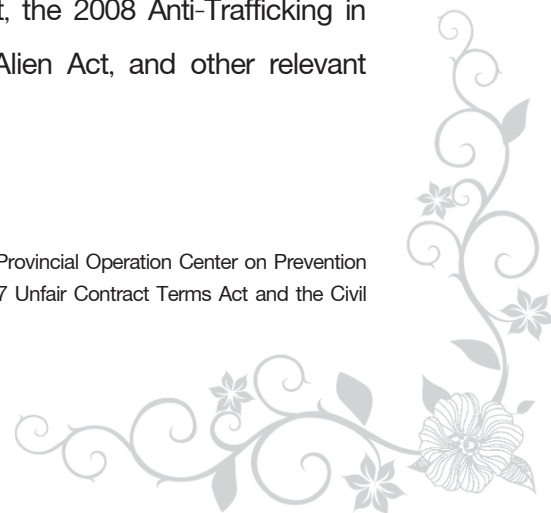 t, the 2008 Anti-Trafficking in
Alien Act, and other relevant
Provincial Operation Center on Prevention
7 Unfair Contract Terms Act and the Civil